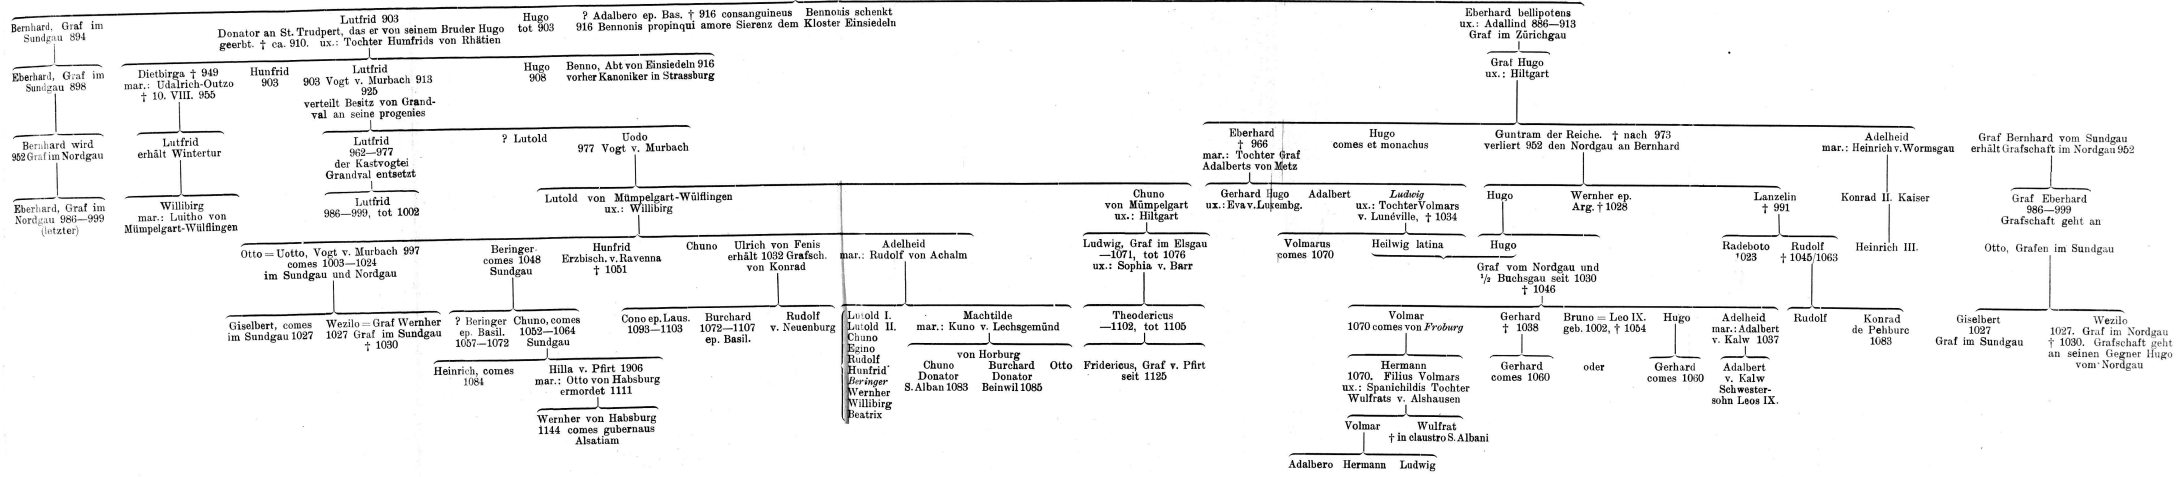 Bernhard, Graf im
Sundgau 894
Lutfrid 903
Donator an St. Trudpert, das er von seinem Bruder Hugo
geerbt. † ca. 910. ux.: Tochter Humfrids von Rhätien
Hugo
tot 903
? Adalbero ep. Bas. † 916 consanguineus Bennonis schenkt
916 Bennonis propinqui amore Sierenz dem Kloster Einsiedeln
Eberhard bellipotens
ux.: Adallind 886—913
Graf im Zürichgau
Eberhard, Graf im
Sundgau 898
Dietbirga † 949
mar.: Udalrich-Outzo
† 10. VIII. 955
Hunfrid
903
Lutfrid
903 Vogt v. Murbach 913
925
verteilt Besitz von Grand-
val an seine progenies
Hugo
908
Benno, Abt von Einsiedeln 916
vorher Kanoniker in Strassburg
Graf Hugo
ux.: Hiltgart
Bernhard wird
952 Graf im Nordgau
Lutfrid
erhält Wintertur
Lutfrid
962—977
der Kastvogtei
Grandval entsetzt
? Lutold
Uodo
977 Vogt v. Murbach
Eberhard
† 966
mar.: Tochter Graf
Adalberts von Metz
Hugo
comes et monachus
Guntram der Reiche. † nach 973
verliert 952 den Nordgau an Bernhard
Adelheid
mar.: Heinrich v. Wormsgau
Graf Bernhard vom Sundgau
erhält Grafschaft im Nordgau 952
Eberhard, Graf im
Nordgau 986—999
(letzter)
Willibirg
mar.: Luitho von
Mümpelgart-Wülflingen
Lutfrid
986—999, tot 1002
Lutold von Mümpelgart-Wülflingen
ux.: Willibirg
Chuno
von Mümpelgart
ux.: Hiltgart
Gerhard Hugo
ux.: Eva v. Luxembg.
Adalbert
Ludwig
ux.: Tochter Volmars
v. Lunéville, † 1034
Hugo
Wernher ep.
Arg. † 1028
Lanzelin
† 991
Konrad II. Kaiser
Graf Eberhard
986—999
Grafschaft geht an
Otto = Uotto, Vogt v. Murbach 997
comes 1003—1024
im Sundgau und Nordgau
Beringer
comes 1048
Sundgau
Hunfrid
Erzbisch. v. Ravenna
† 1051
Chuno
Ulrich von Fenis
erhält 1032 Grafsch.
von Konrad
Adelheid
mar.: Rudolf von Achalm
Ludwig, Graf im Elsgau
—1071, tot 1076
ux.: Sophia v. Barr
Volmarus
comes 1070
Heilwig latina
Hugo
Graf vom Nordgau und
½ Buchsgau seit 1030
† 1046
Radeboto
1023
Rudolf
† 1045/1063
Heinrich III.
Otto, Grafen im Sundgau
Giselbert, comes
im Sundgau 1027
Wezilo = Graf Wernher
1027 Graf im Sundgau
† 1030
? Beringer
ep. Basil.
1057—1072
Chuno, comes
1052—1064
Sundgau
Cono ep. Laus.
1093—1103
Burchard
1072—1107
ep. Basil.
Rudolf
v. Neuenburg
Lutold I.
Lutold II.
Chuno
Egino
Rudolf
Hunfrid
Beringer
Wernher
Willibirg
Beatrix
Machtilde
mar.: Kuno v. Lechsgemünd
Theodericus
—1102, tot 1105
Volmar
1070 comes von Froburg
Gerhard
† 1038
Bruno = Leo IX.
geb. 1002, † 1054
Hugo
Adelheid
mar.: Adalbert
v. Kalw 1037
Rudolf
Konrad
de Pehburc
1083
Giselbert
1027
Graf im Sundgau
Wezilo
1027. Graf im Nordgau
† 1030. Grafschaft geht
an seinen Gegner Hugo
vom Nordgau
Heinrich, comes
1084
Hilla v. Pfirt 1906
mar.: Otto von Habsburg
ermordet 1111
von Horburg
Chuno
Donator
S. Alban 1083
Burchard
Donator
Beinwil 1085
Otto
Fridericus, Graf v. Pfirt
seit 1125
Hermann
1070. Filius Volmars
ux.: Spanichildis Tochter
Wulfrats v. Alshausen
Gerhard
comes 1060
oder
Gerhard
comes 1060
Adalbert
v. Kalw
Schwester-
sohn Leos IX.
Wernher von Habsburg
1144 comes gubernaus
Alsatiam
Volmar
Wulfrat
† in claustro S. Albani
Adalbero Hermann Ludwig